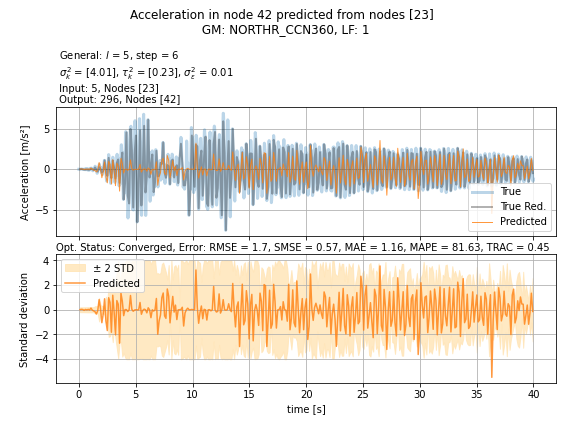 Acceleration in node 42 predicted from nodes [23]
GM: NORTHR_CCN360, LF: 1
General: l = 5, step = 6
σ²ₖ = [4.01], τ²ₖ = [0.23], σ²ε = 0.01
Input: 5, Nodes [23]
Output: 296, Nodes [42]
Acceleration [m/s²]
5
0
−5
True
True Red.
Predicted
Opt. Status: Converged, Error: RMSE = 1.7, SMSE = 0.57, MAE = 1.16, MAPE = 81.63, TRAC = 0.45
Standard deviation
4
2
0
−2
−4
± 2 STD
Predicted
0 5 10 15 20 25 30 35 40
time [s]